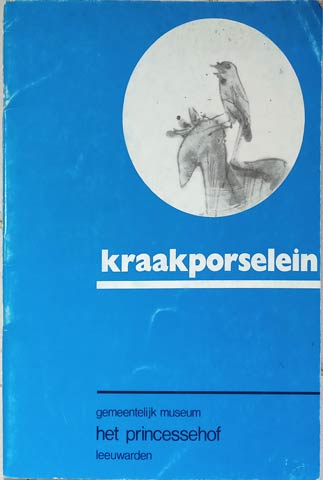 kraakporselein
gemeentelijk museum
het princessehof
leeuwarden